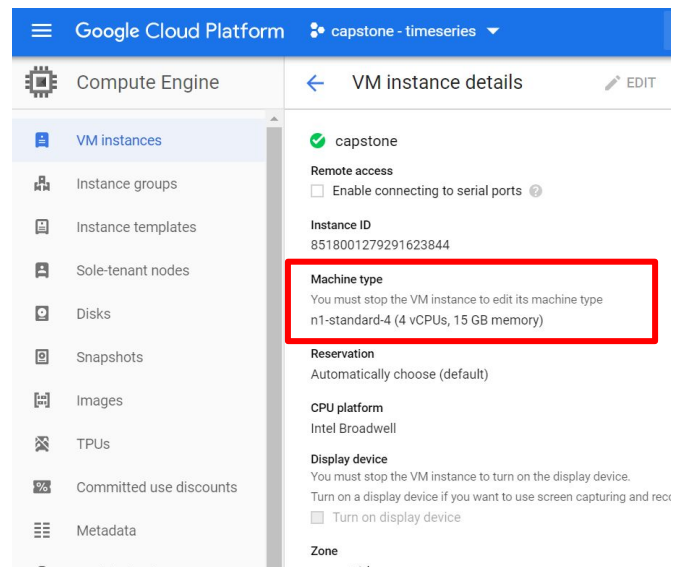 Google Cloud Platform
capstone - timeseries
Compute Engine
VM instance details
EDIT
VM instances
Instance groups
Instance templates
Sole-tenant nodes
Disks
Snapshots
Images
TPUs
Committed use discounts
Metadata
capstone
Remote access
Enable connecting to serial ports
Instance ID
8518001279291623844
Machine type
You must stop the VM instance to edit its machine type
n1-standard-4 (4 vCPUs, 15 GB memory)
Reservation
Automatically choose (default)
CPU platform
Intel Broadwell
Display device
You must stop the VM instance to turn on the display device.
Turn on a display device if you want to use screen capturing and
Turn on display device
Zone